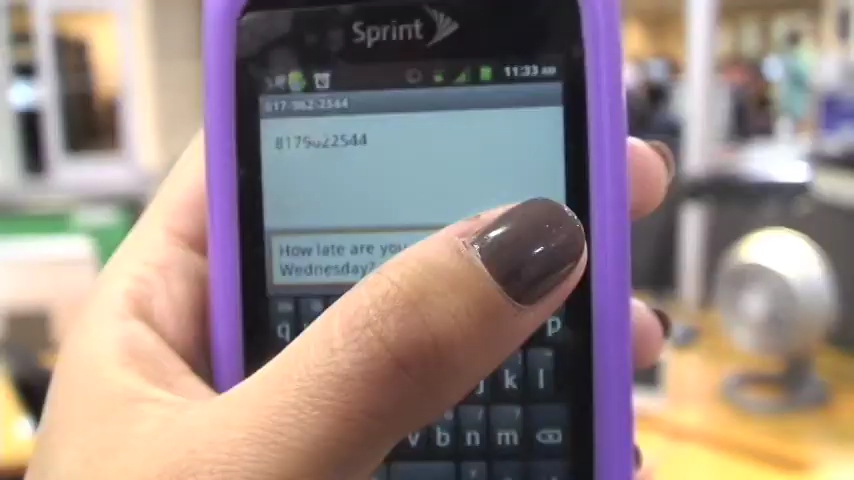 Sprint
11:33 AM
817-962-2544
8179622544
How late are you
Wednesday?
q p
j k l
v b n m